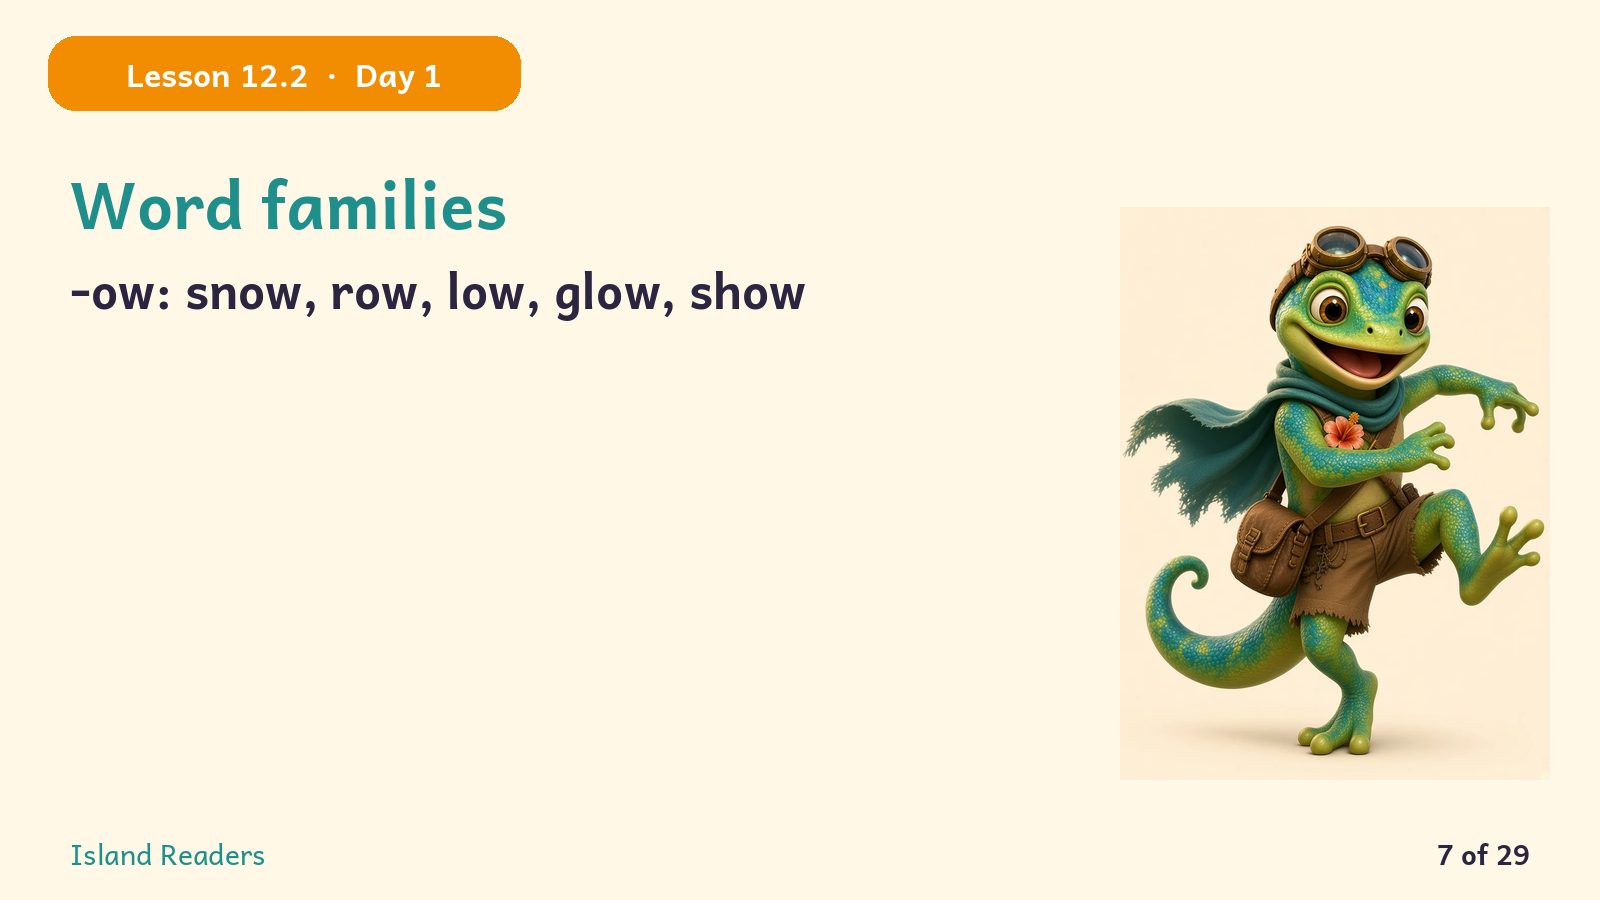 Lesson 12.2 · Day 1
Word families
-ow: snow, row, low, glow, show
Island Readers
7 of 29